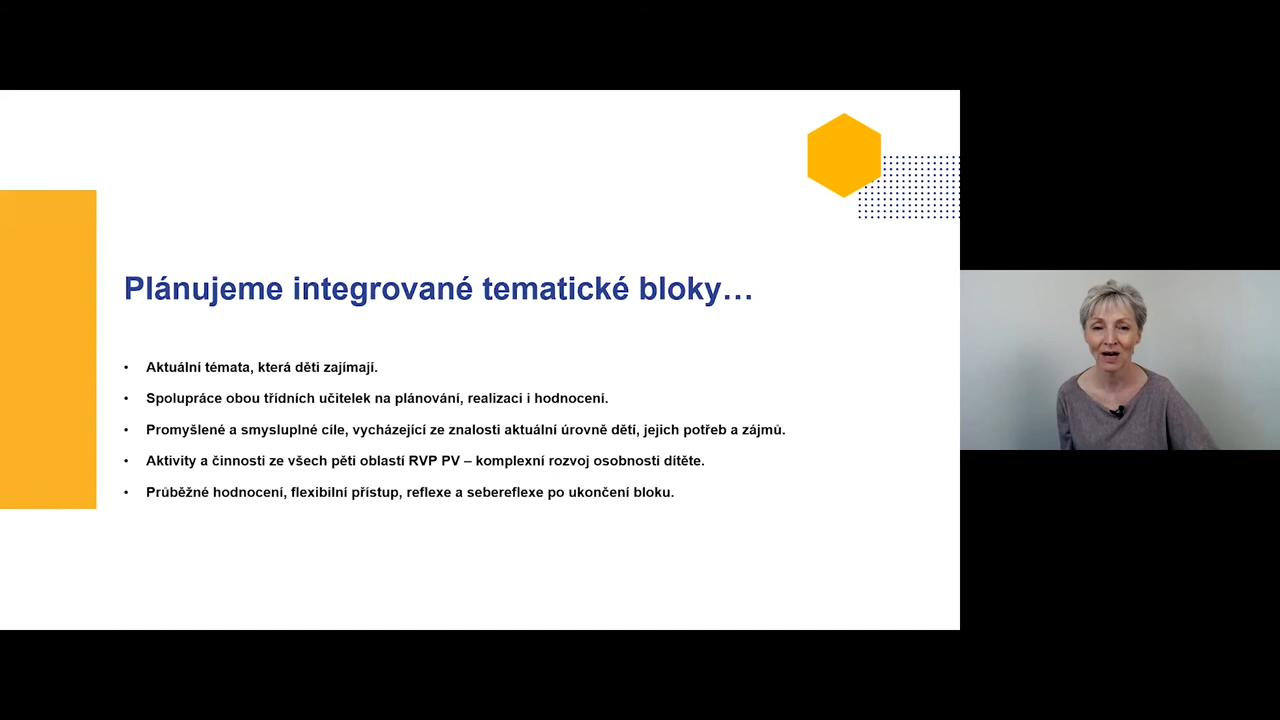 Plánujeme integrované tematické bloky…
• Aktuální témata, která děti zajímají.
• Spolupráce obou třídních učitelek na plánování, realizaci i hodnocení.
• Promyšlené a smysluplné cíle, vycházející ze znalosti aktuální úrovně dětí, jejich potřeb a zájmů.
• Aktivity a činnosti ze všech pěti oblastí RVP PV – komplexní rozvoj osobnosti dítěte.
• Průběžné hodnocení, flexibilní přístup, reflexe a sebereflexe po ukončení bloku.